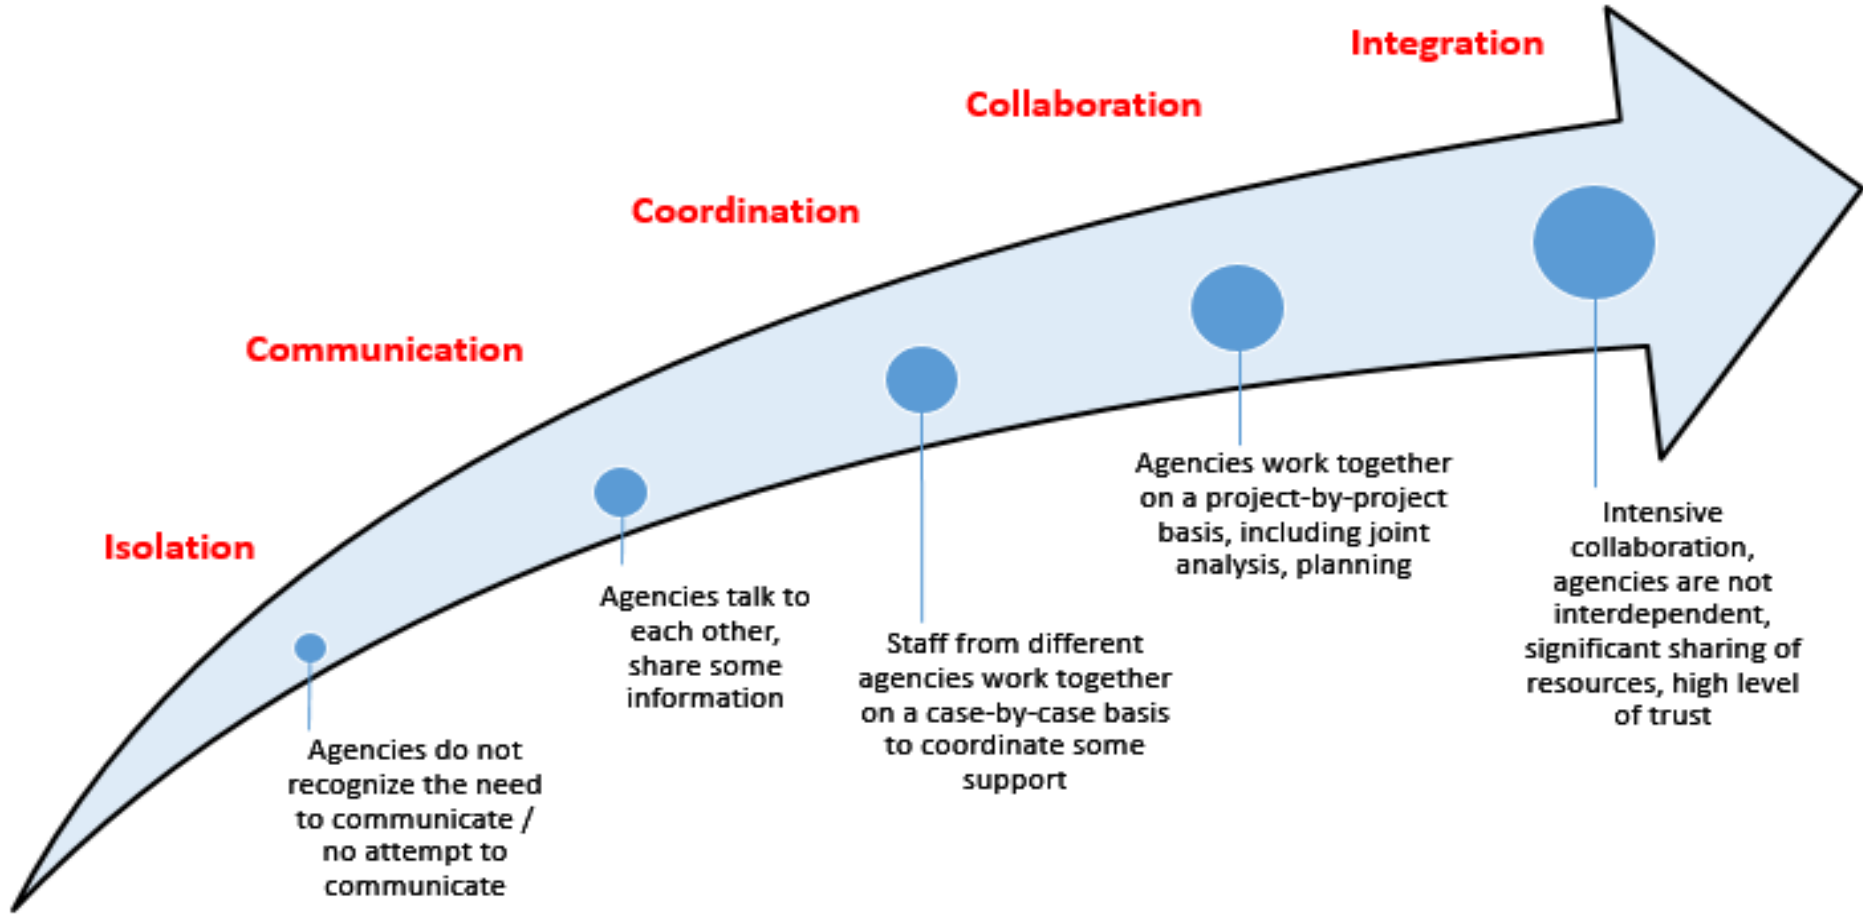 Isolation
Agencies do not
recognize the need
to communicate /
no attempt to
communicate
Communication
Agencies talk to
each other,
share some
information
Coordination
Staff from different
agencies work together
on a case-by-case basis
to coordinate some
support
Collaboration
Agencies work together
on a project-by-project
basis, including joint
analysis, planning
Integration
Intensive
collaboration,
agencies are not
interdependent,
significant sharing of
resources, high level
of trust